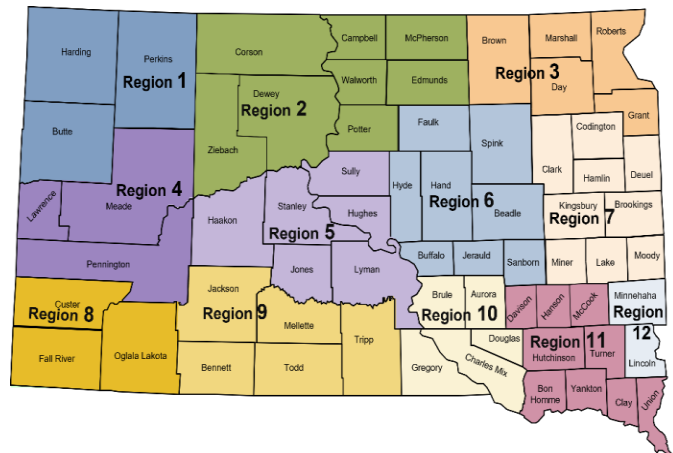 Harding
Perkins
Region 1
Butte
Corson
Dewey
Region 2
Ziebach
Campbell
McPherson
Walworth
Edmunds
Potter
Brown
Marshall
Roberts
Region 3
Day
Grant
Lawrence
Region 4
Meade
Pennington
Haakon
Stanley
Sully
Hughes
Region 5
Jones
Lyman
Faulk
Spink
Hyde
Hand
Region 6
Beadle
Buffalo
Jerauld
Sanborn
Codington
Clark
Hamlin
Deuel
Kingsbury
Brookings
Region 7
Miner
Lake
Moody
Custer
Region 8
Fall River
Oglala Lakota
Jackson
Region 9
Mellette
Tripp
Bennett
Todd
Brule
Aurora
Region 10
Douglas
Gregory
Charles Mix
Davison
Hanson
McCook
Region 11
Hutchinson
Turner
Bon
Homme
Yankton
Clay
Union
Minnehaha
Region
12
Lincoln